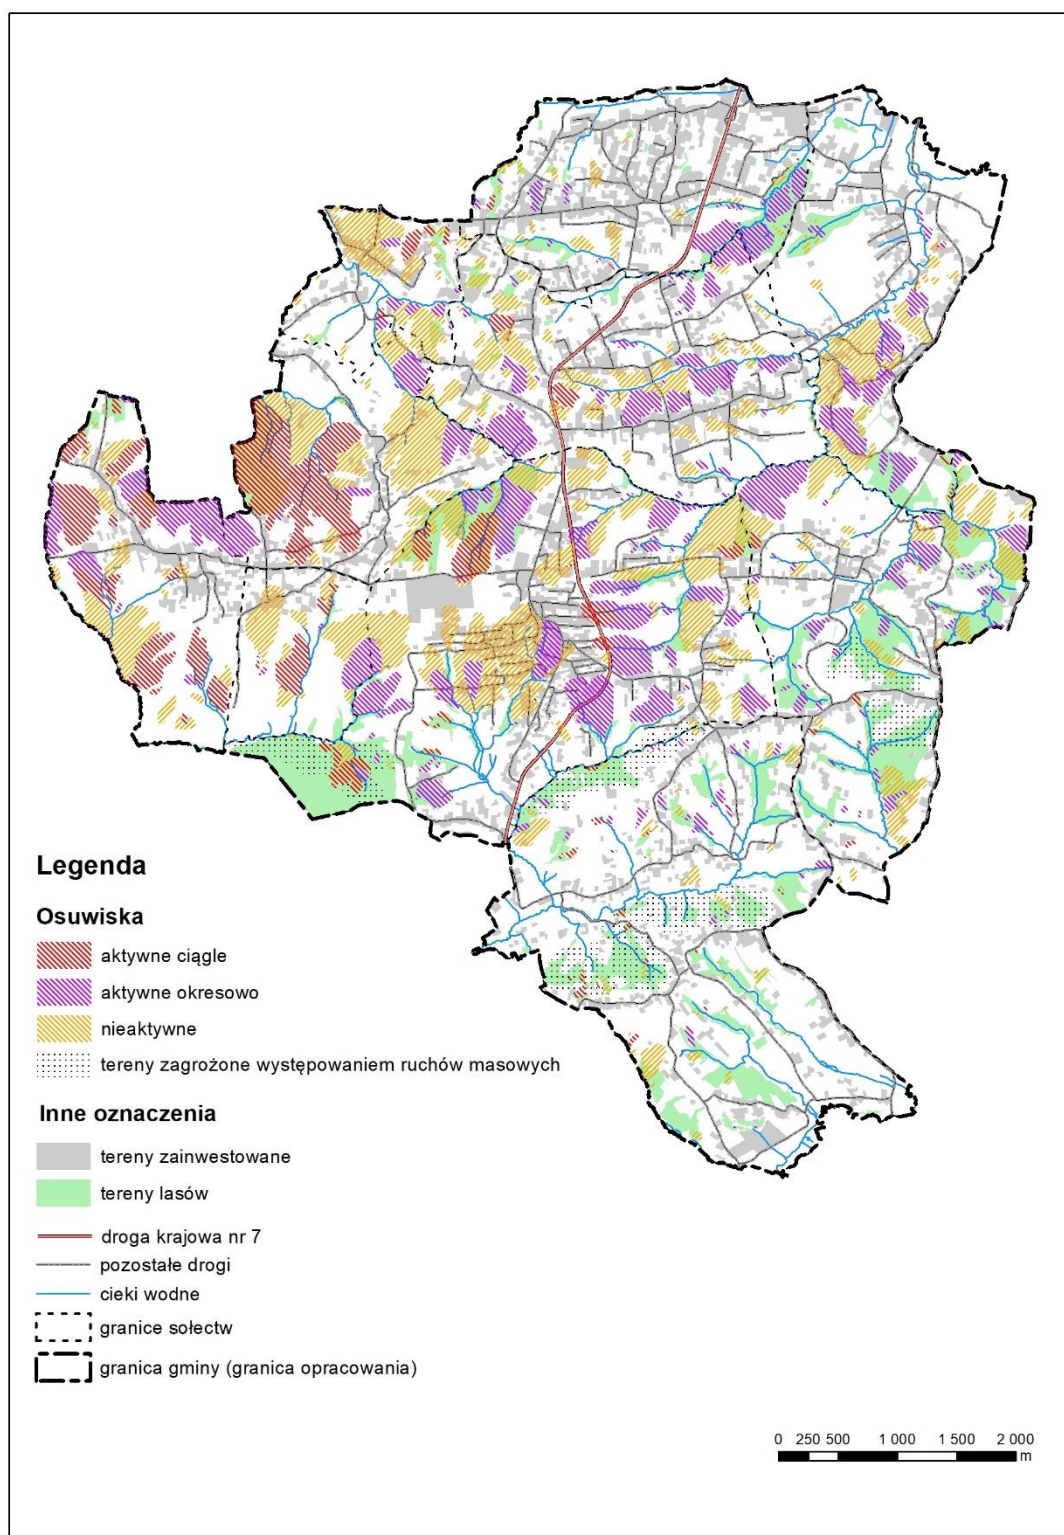 Legenda
Osuwiska
aktywne ciągle
aktywne okresowo
nieaktywne
tereny zagrożone występowaniem ruchów masowych
Inne oznaczenia
tereny zainwestowane
tereny lasów
droga krajowa nr 7
pozostałe drogi
cieki wodne
granice sołectw
granica gminy (granica opracowania)
0 250 500 1 000 1 500 2 000
m